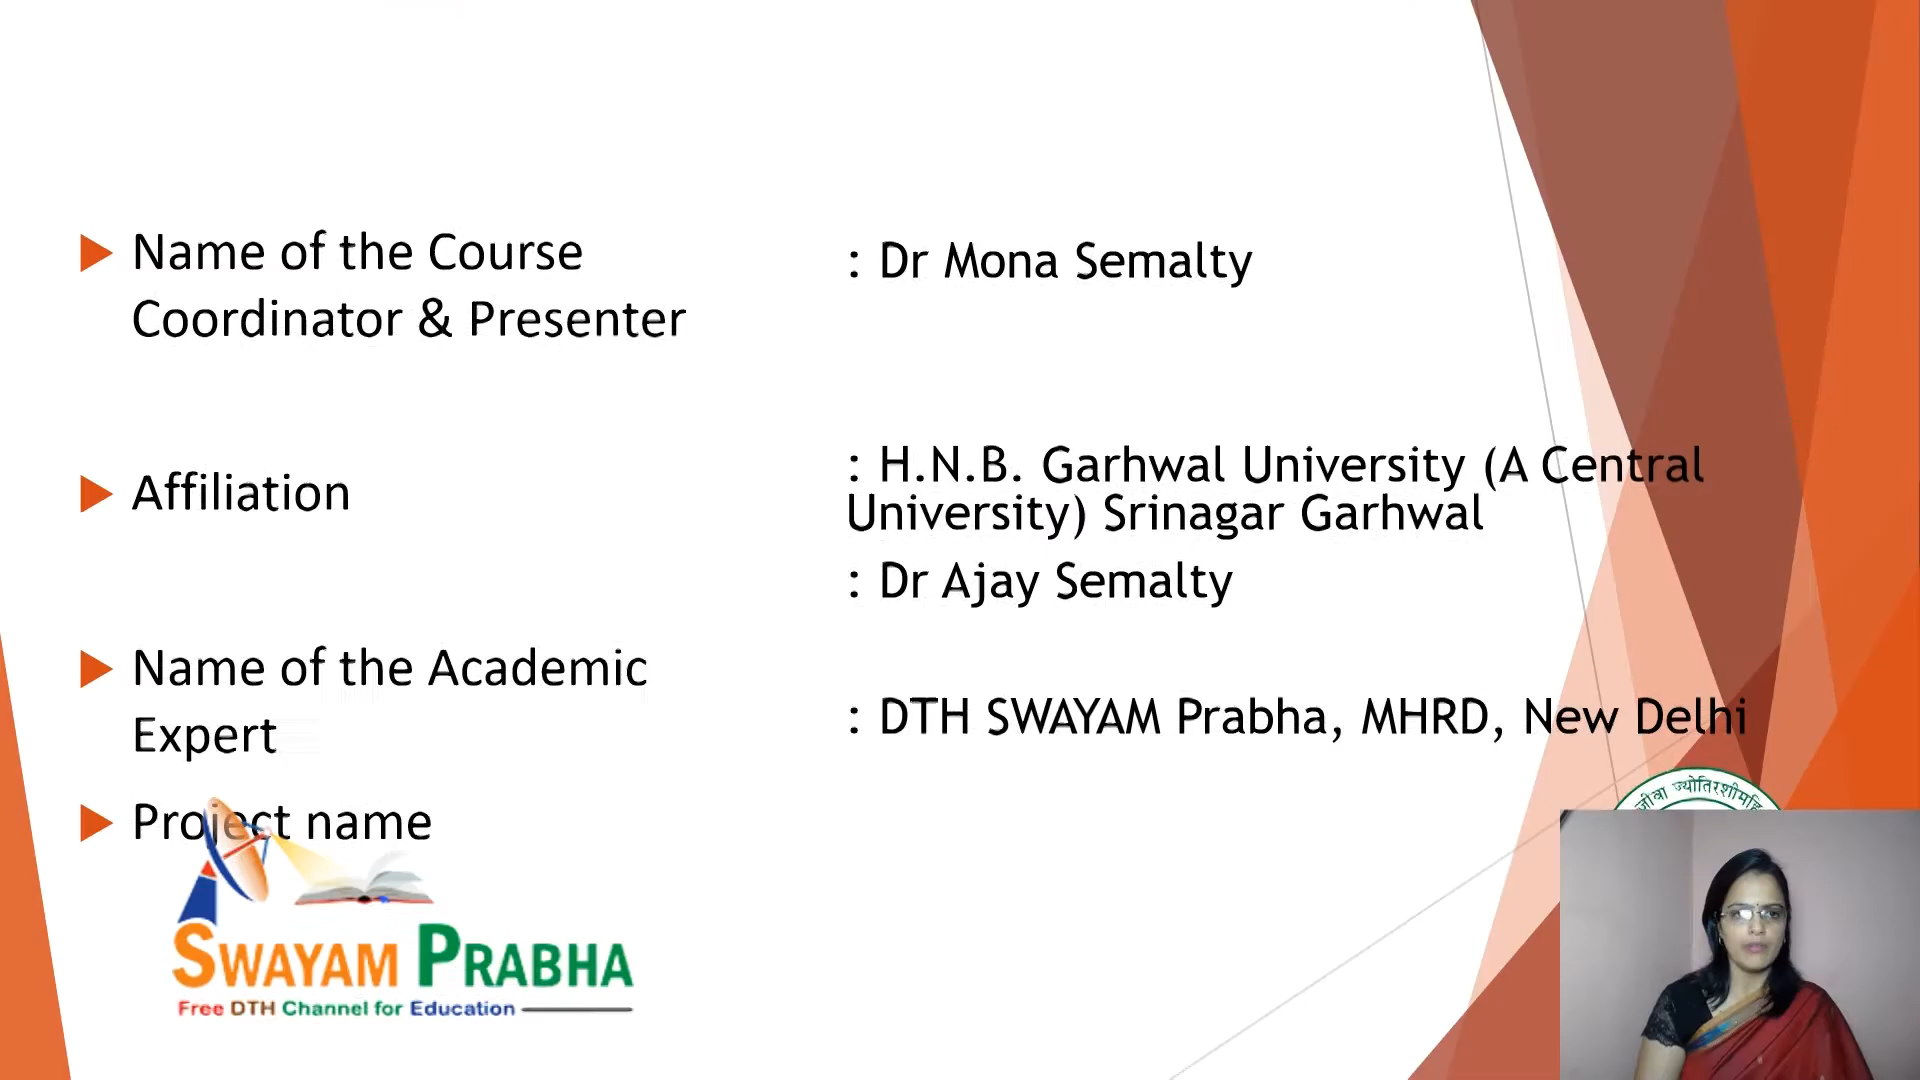 Name of the Course
Coordinator & Presenter
: Dr Mona Semalty
Affiliation
: H.N.B. Garhwal University (A Central
University) Srinagar Garhwal
: Dr Ajay Semalty
Name of the Academic
Expert
: DTH SWAYAM Prabha, MHRD, New Delhi
Project name
SWAYAM PRABHA
Free DTH Channel for Education